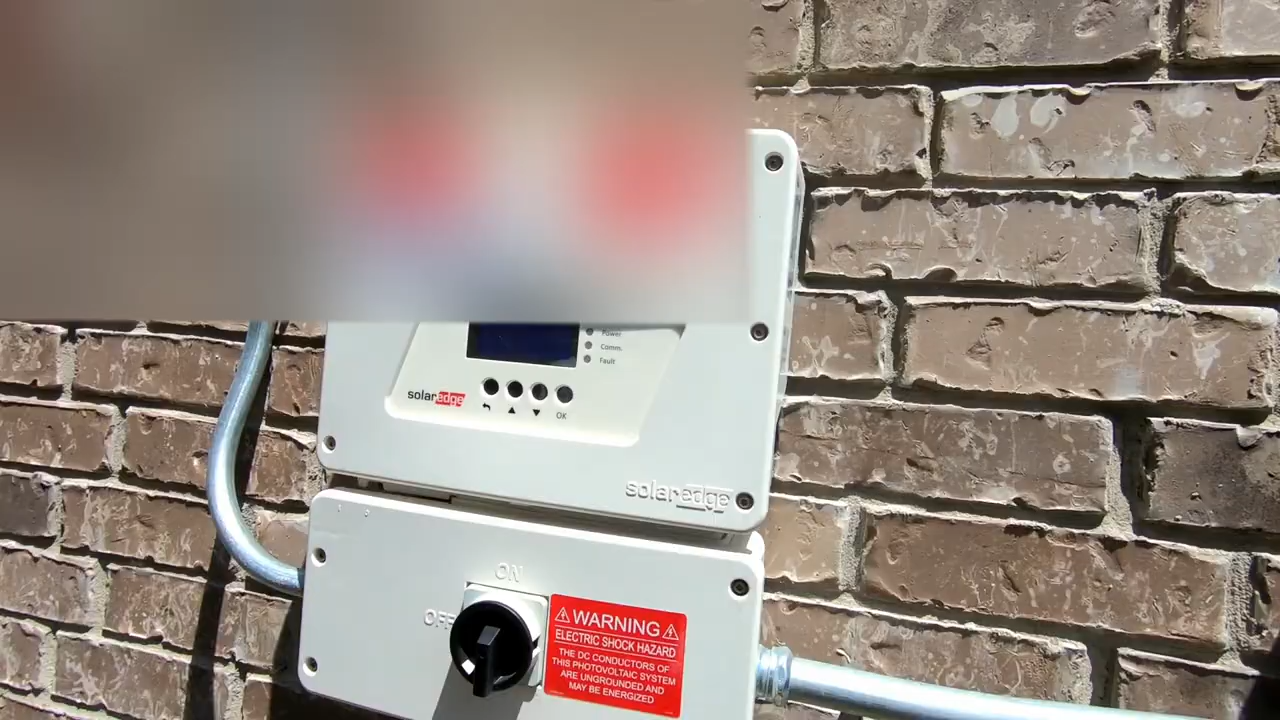 Power
Comm.
Fault
solaredge
OK
solaredge
ON
OFF
WARNING
ELECTRIC SHOCK HAZARD
THE DC CONDUCTORS OF
THIS PHOTOVOLTAIC SYSTEM
ARE UNGROUNDED AND
MAY BE ENERGIZED